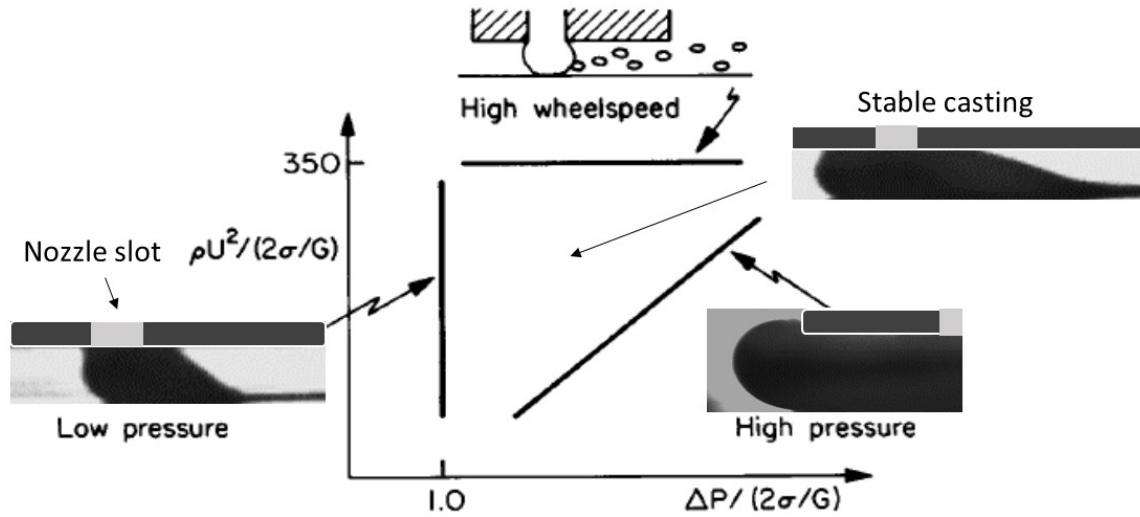 High wheelspeed
Stable casting
350
ρU²/(2σ/G)
Nozzle slot
Low pressure
High pressure
1.0
ΔP/(2σ/G)